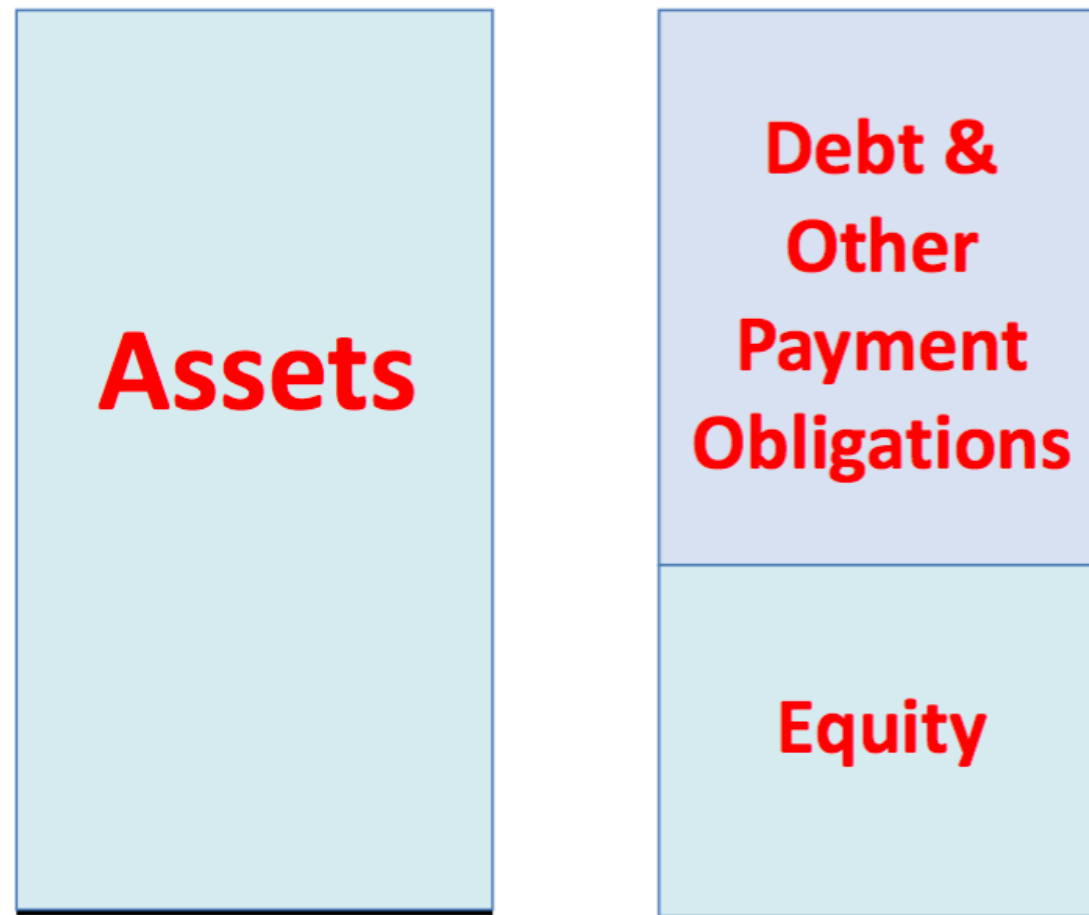 Assets
Debt &
Other
Payment
Obligations
Equity